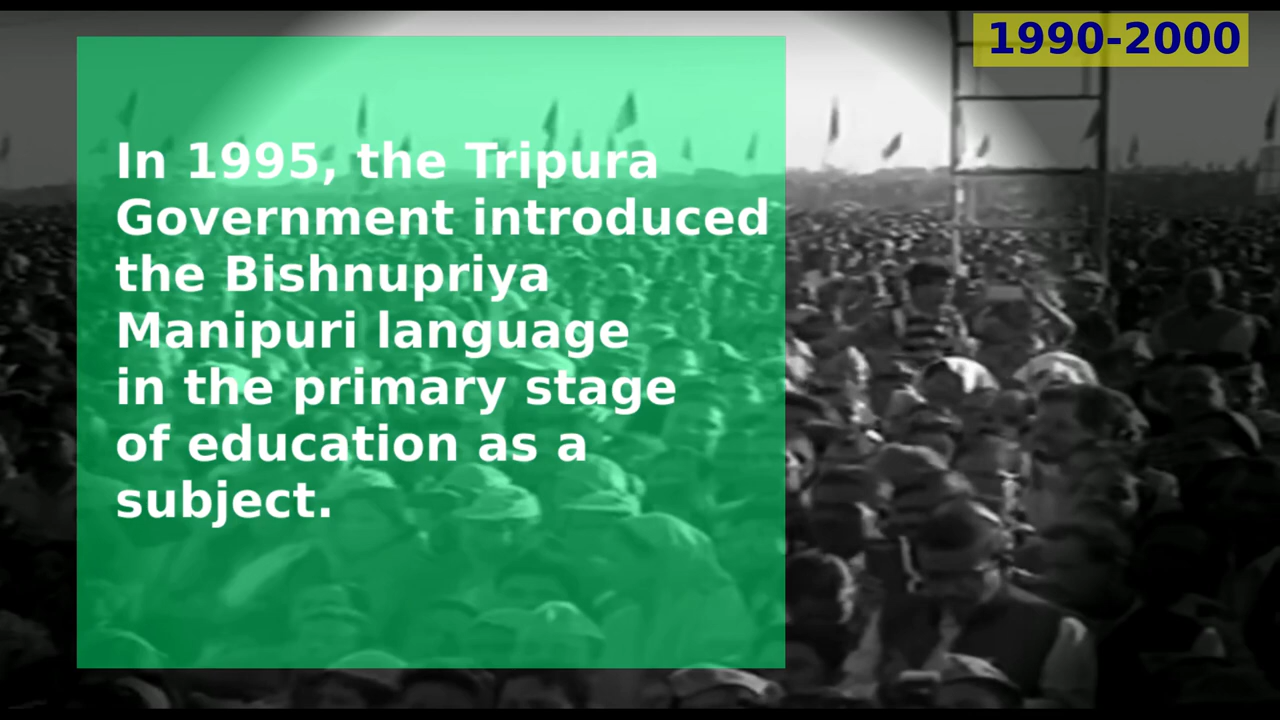 1990-2000
In 1995, the Tripura
Government introduced
the Bishnupriya
Manipuri language
in the primary stage
of education as a
subject.